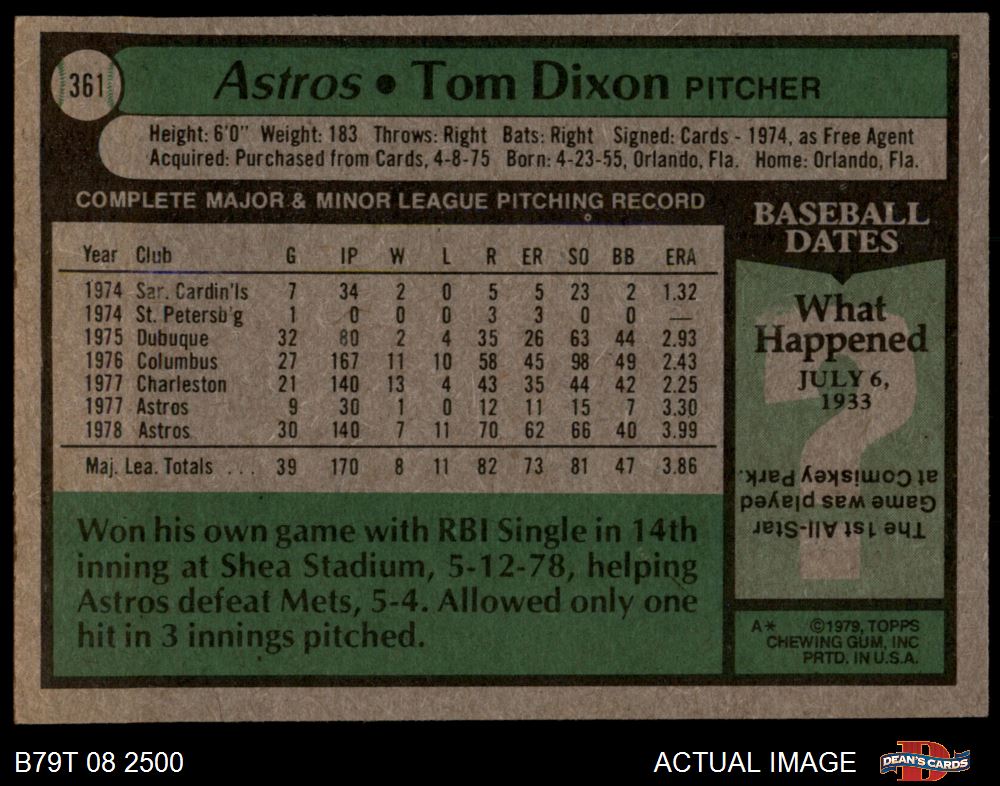 361
Astros • Tom Dixon PITCHER
Height: 6'0" Weight: 183 Throws: Right Bats: Right Signed: Cards - 1974, as Free Agent
Acquired: Purchased from Cards, 4-8-75 Born: 4-23-55, Orlando, Fla. Home: Orlando, Fla.
COMPLETE MAJOR & MINOR LEAGUE PITCHING RECORD
Year Club G IP W L R ER SO BB ERA
1974 Sar. Cardin'ls 7 34 2 0 5 5 23 2 1.32
1974 St. Petersb'g 1 0 0 0 3 3 0 0 —
1975 Dubuque 32 80 2 4 35 26 63 44 2.93
1976 Columbus 27 167 11 10 58 45 98 49 2.43
1977 Charleston 21 140 13 4 43 35 44 42 2.25
1977 Astros 9 30 1 0 12 11 15 7 3.30
1978 Astros 30 140 7 11 70 62 66 40 3.99
Maj. Lea. Totals ... 39 170 8 11 82 73 81 47 3.86
Won his own game with RBI Single in 14th
inning at Shea Stadium, 5-12-78, helping
Astros defeat Mets, 5-4. Allowed only one
hit in 3 innings pitched.
BASEBALL
DATES
What
Happened
JULY 6,
1933
?
The 1st All-Star
Game was played
at Comiskey Park.
A* ©1979, TOPPS
CHEWING GUM, INC
PRTD. IN U.S.A.
B79T 08 2500
ACTUAL IMAGE
D
DEAN'S CARDS